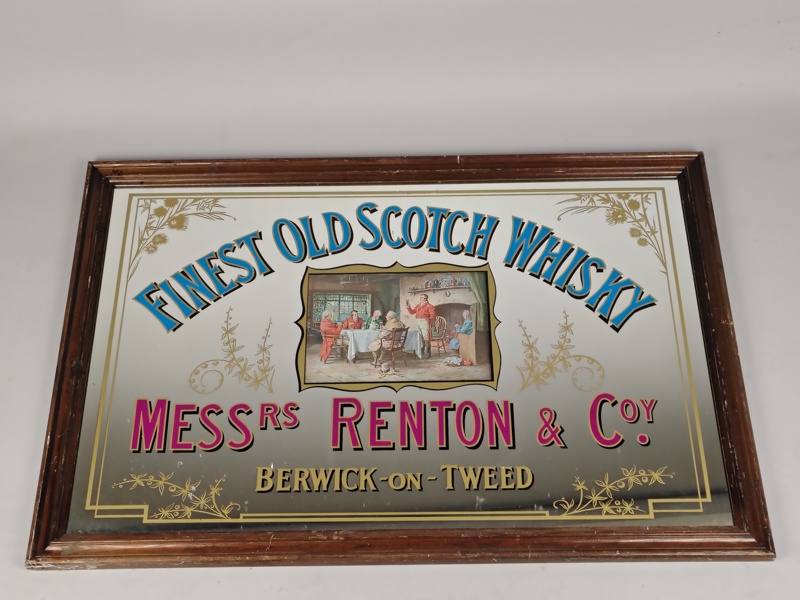 FINEST OLD SCOTCH WHISKY
MESSRS RENTON & COY.
BERWICK-ON-TWEED